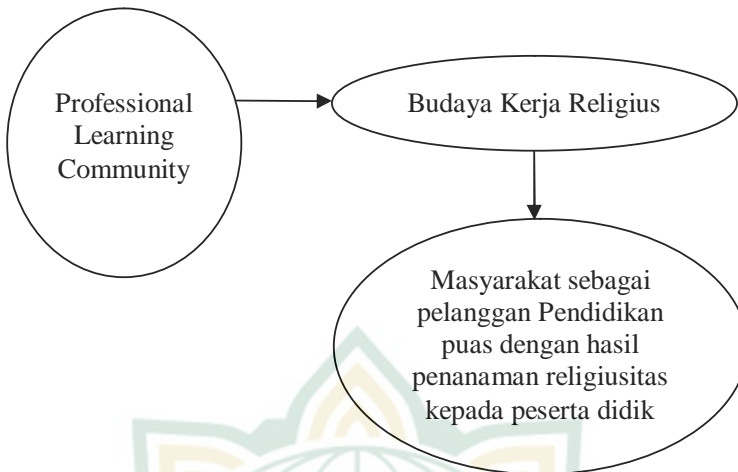 Professional
Learning
Community
Budaya Kerja Religius
Masyarakat sebagai
pelanggan Pendidikan
puas dengan hasil
penanaman religiusitas
kepada peserta didik